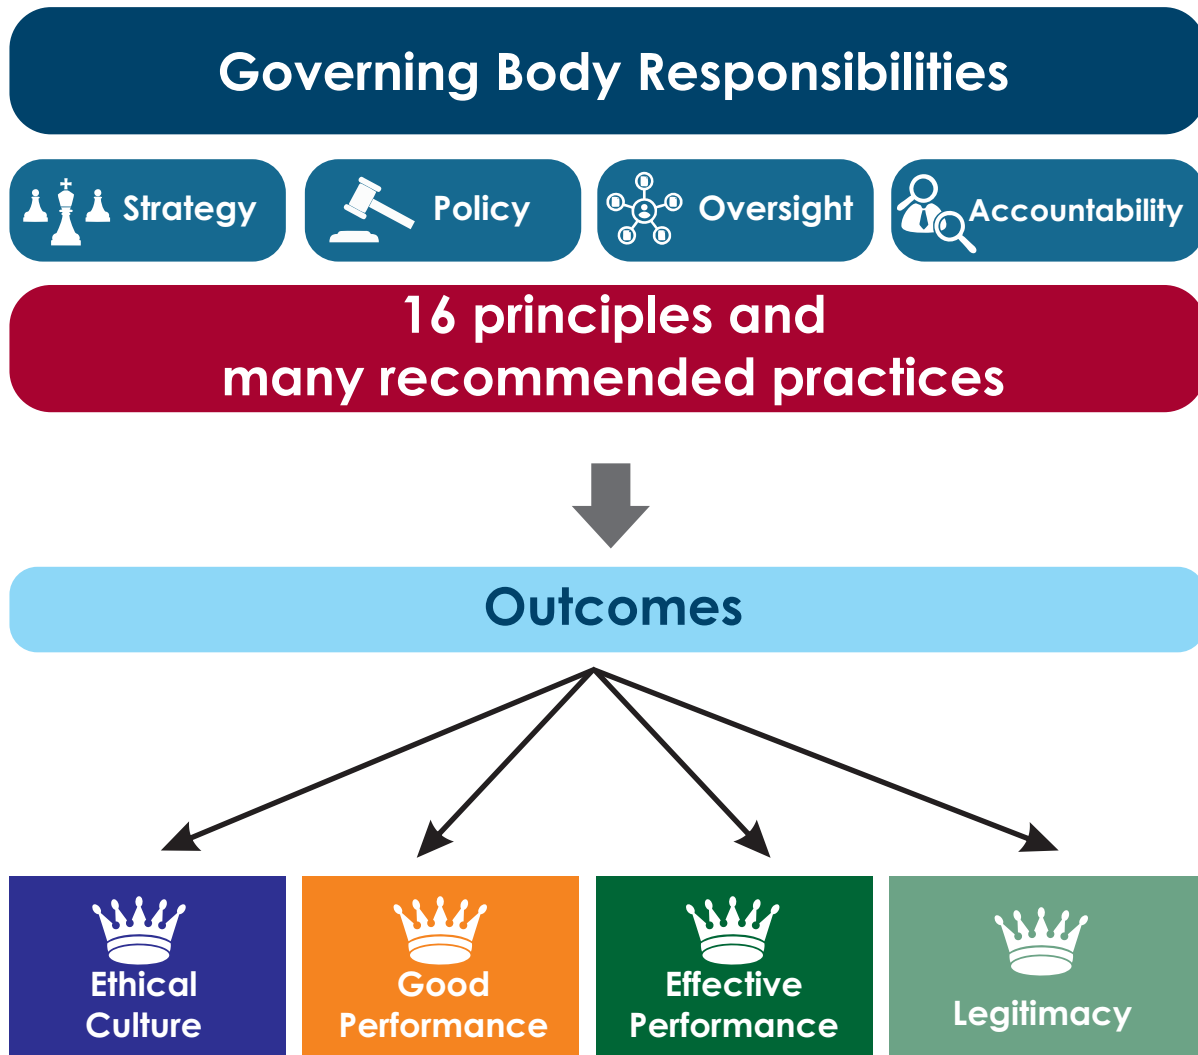 Governing Body Responsibilities
Strategy
Policy
Oversight
Accountability
16 principles and
many recommended practices
Outcomes
Ethical
Culture
Good
Performance
Effective
Performance
Legitimacy